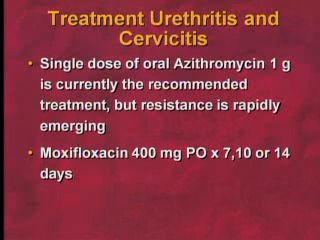 Treatment Urethritis and
Cervicitis
• Single dose of oral Azithromycin 1 g
is currently the recommended
treatment, but resistance is rapidly
emerging
• Moxifloxacin 400 mg PO x 7,10 or 14
days